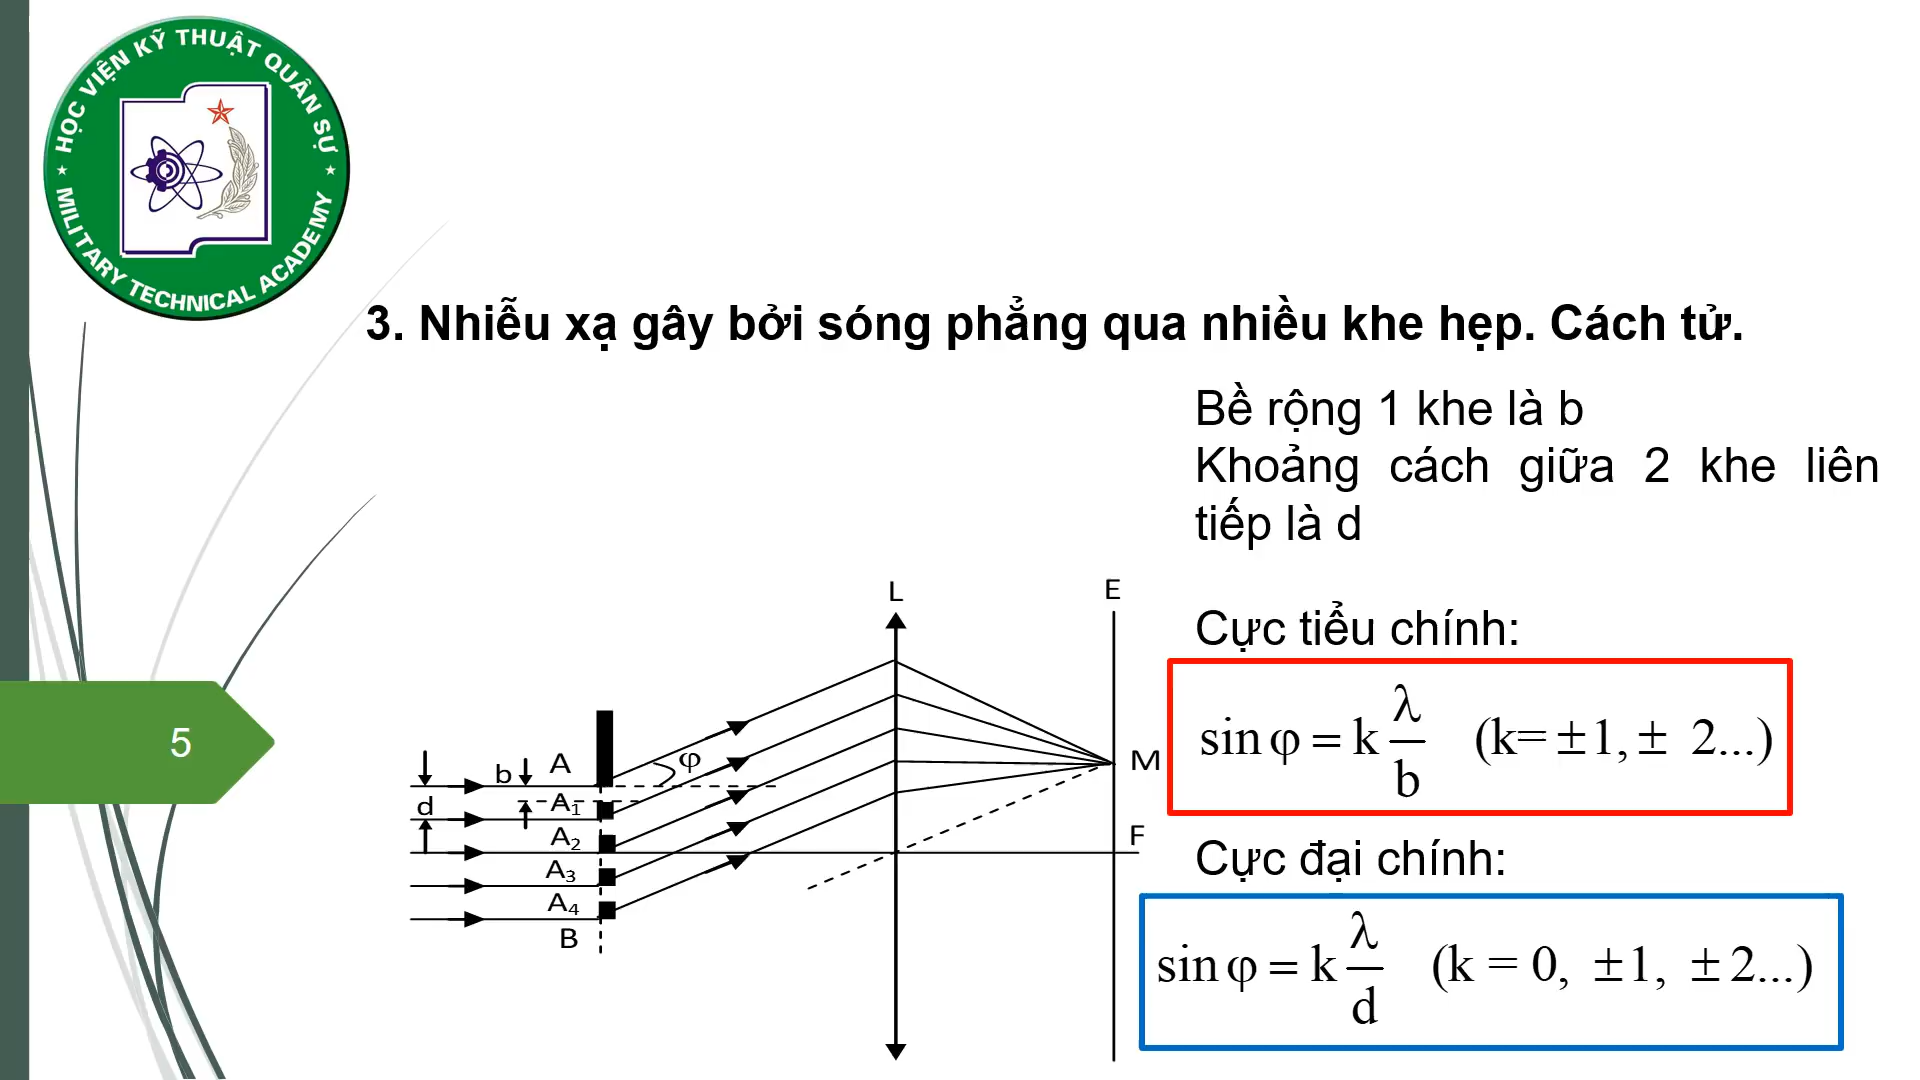 HỌC VIỆN KỸ THUẬT QUÂN SỰ
MILITARY TECHNICAL ACADEMY
3. Nhiễu xạ gây bởi sóng phẳng qua nhiều khe hẹp. Cách tử.
Bề rộng 1 khe là b
Khoảng cách giữa 2 khe liên
tiếp là d
Cực tiểu chính:
sin φ = k λ/b (k= ±1, ± 2...)
Cực đại chính:
sin φ = k λ/d (k = 0, ±1, ± 2...)
5
L
E
A
b
φ
M
d
A₁
A₂
F
A₃
A₄
B